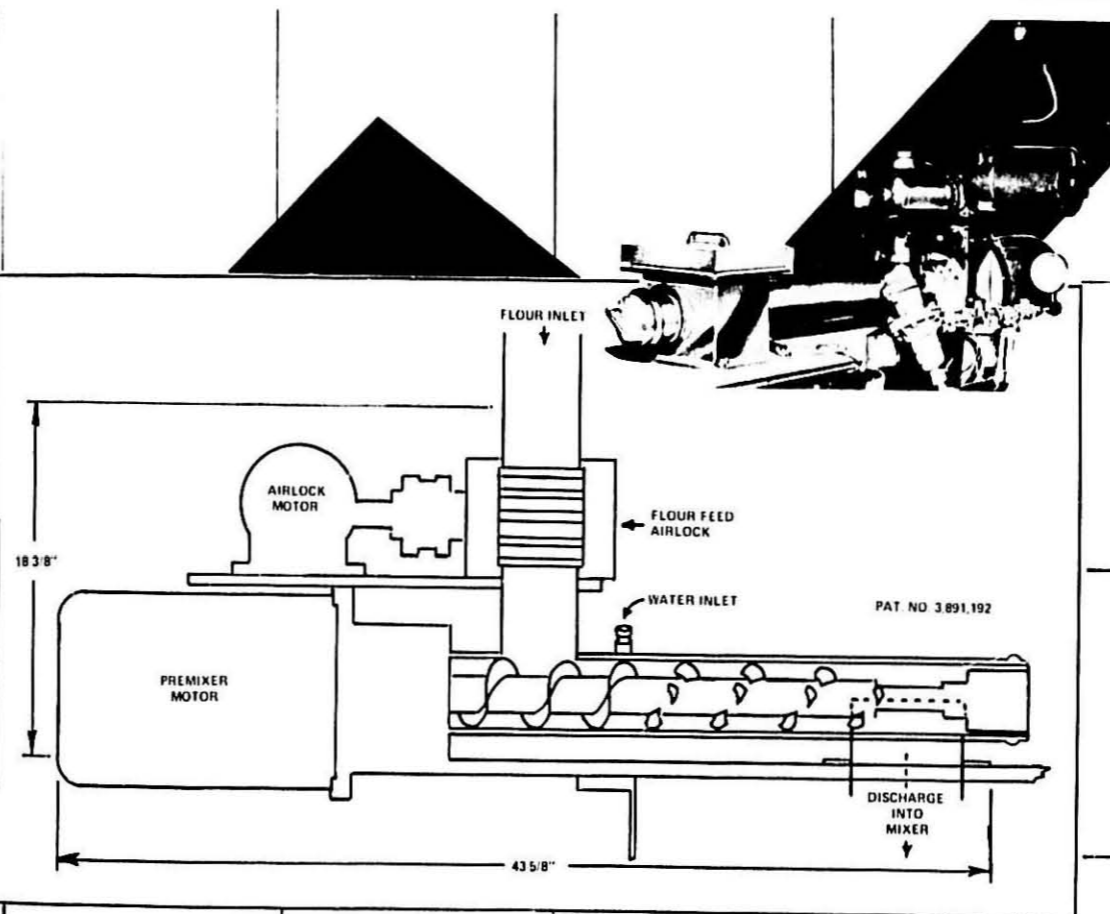 FLOUR INLET
AIRLOCK
MOTOR
FLOUR FEED
AIRLOCK
18 3/8"
WATER INLET
PAT. NO. 3,891,192
PREMIXER
MOTOR
DISCHARGE
INTO
MIXER
43 5/8"